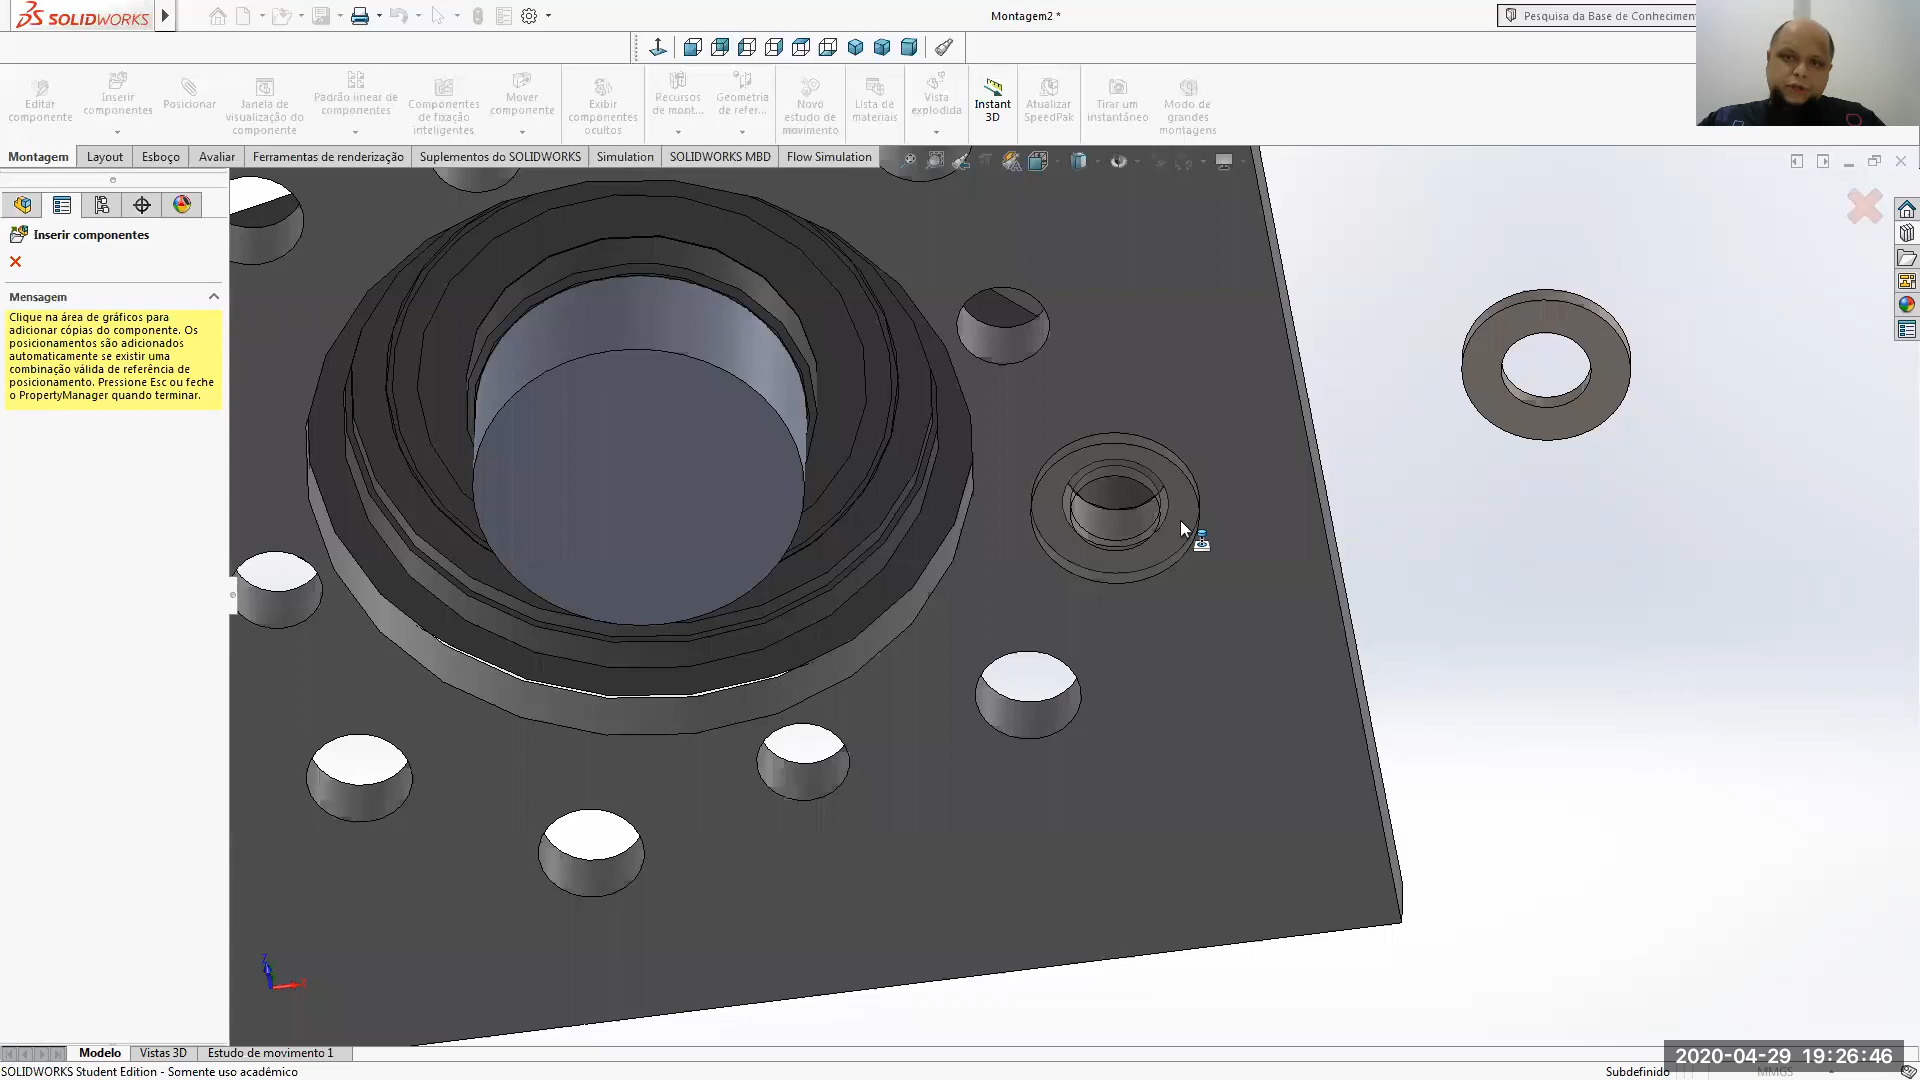 SOLIDWORKS
Montagem2 *
Pesquisa da Base de Conheciment
Editar componente
Inserir componentes
Posicionar
Janela de visualização do componente
Padrão linear de componentes
Componentes de fixação inteligentes
Mover componente
Exibir componentes ocultos
Recursos de mont...
Geometria de refer...
Novo estudo de movimento
Lista de materiais
Vista explodida
Instant 3D
Atualizar SpeedPak
Tirar um instantâneo
Modo de grandes montagens
Montagem
Layout
Esboço
Avaliar
Ferramentas de renderização
Suplementos do SOLIDWORKS
Simulation
SOLIDWORKS MBD
Flow Simulation
Inserir componentes
Mensagem
Clique na área de gráficos para
adicionar cópias do componente. Os
posicionamentos são adicionados
automaticamente se existir uma
combinação válida de referência de
posicionamento. Pressione Esc ou feche
o PropertyManager quando terminar.
Z
X
Modelo
Vistas 3D
Estudo de movimento 1
2020-04-29 19:26:46
SOLIDWORKS Student Edition - Somente uso acadêmico
Subdefinido
MMGS